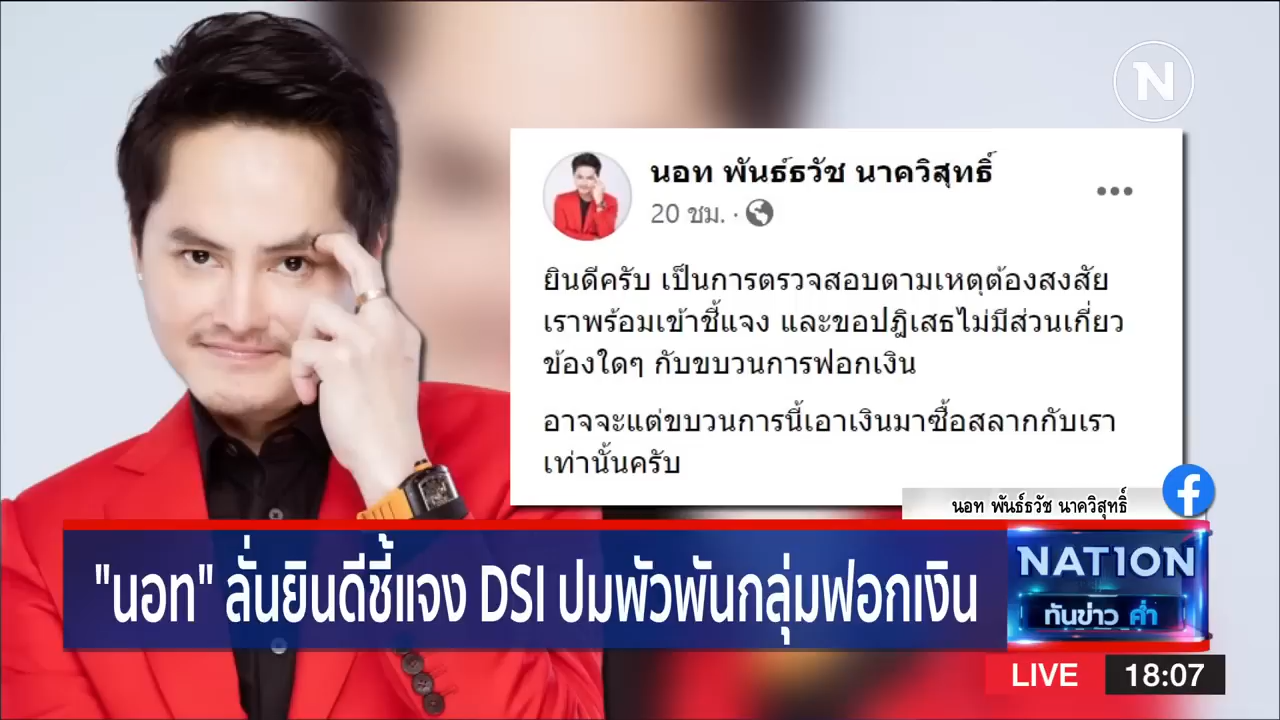 N
นอท พันธ์ธวัช นาควิสุทธิ์
20 ชม. ·
ยินดีครับ เป็นการตรวจสอบตามเหตุต้องสงสัย
เราพร้อมเข้าชี้แจง และขอปฎิเสธไม่มีส่วนเกี่ยว
ข้องใดๆ กับขบวนการฟอกเงิน
อาจจะแต่ขบวนการนี้เอาเงินมาซื้อสลากกับเรา
เท่านั้นครับ
นอท พันธ์ธวัช นาควิสุทธิ์
"นอท" ลั่นยินดีชี้แจง DSI ปมพัวพันกลุ่มฟอกเงิน
NATION
ทันข่าว ค่ำ
LIVE 18:07